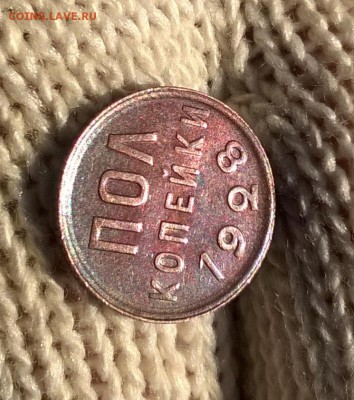 COINS.LAVE.RU
ПОЛ
КОПЕЙКИ
1928